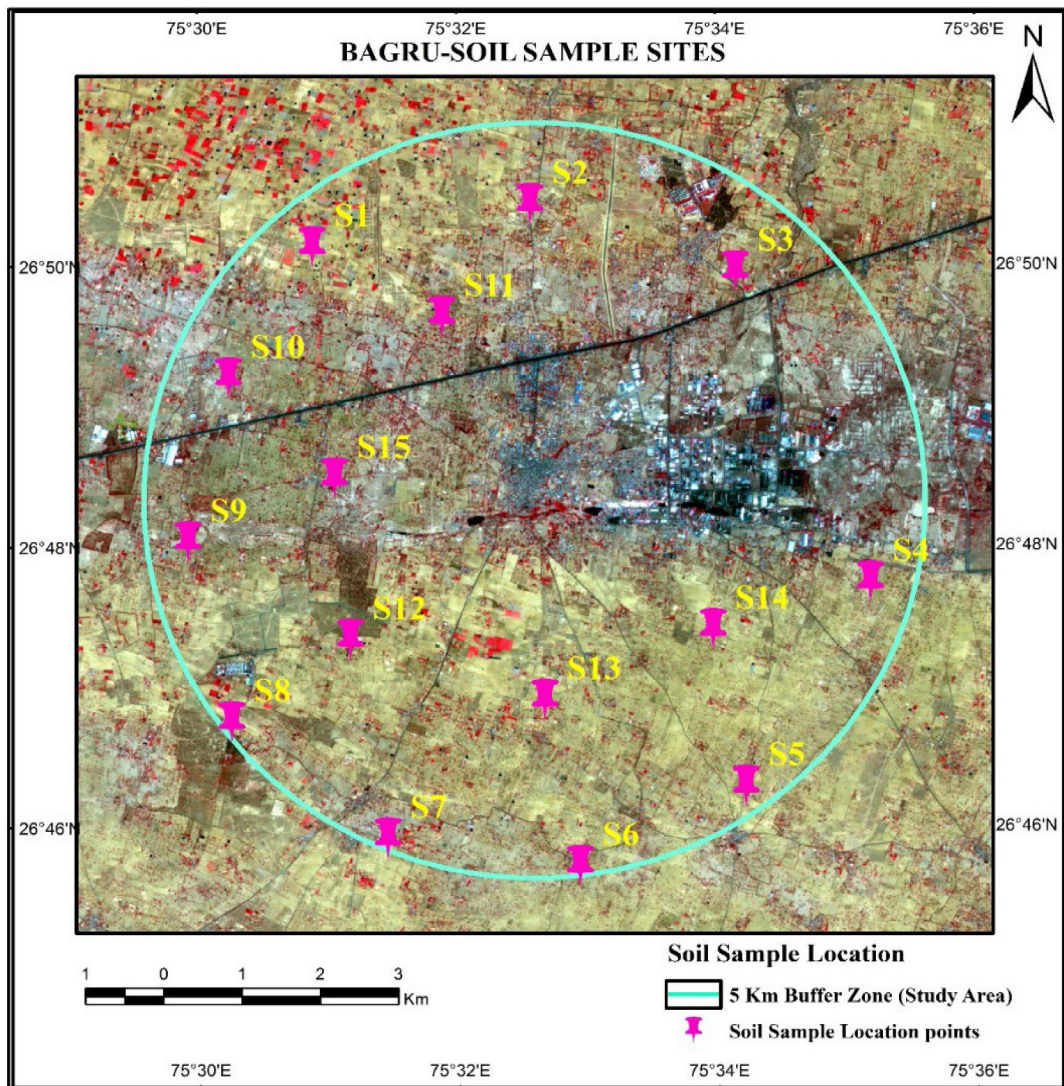 75°30'E 75°32'E 75°34'E 75°36'E
BAGRU-SOIL SAMPLE SITES
N
S2
S1
S3
26°50'N 26°50'N
S11
S10
S15
S9
26°48'N 26°48'N
S4
S14
S12
S13
S8
S5
S7
26°46'N 26°46'N
S6
Soil Sample Location
1 0 1 2 3
Km
5 Km Buffer Zone (Study Area)
Soil Sample Location points
75°30'E 75°32'E 75°34'E 75°36'E